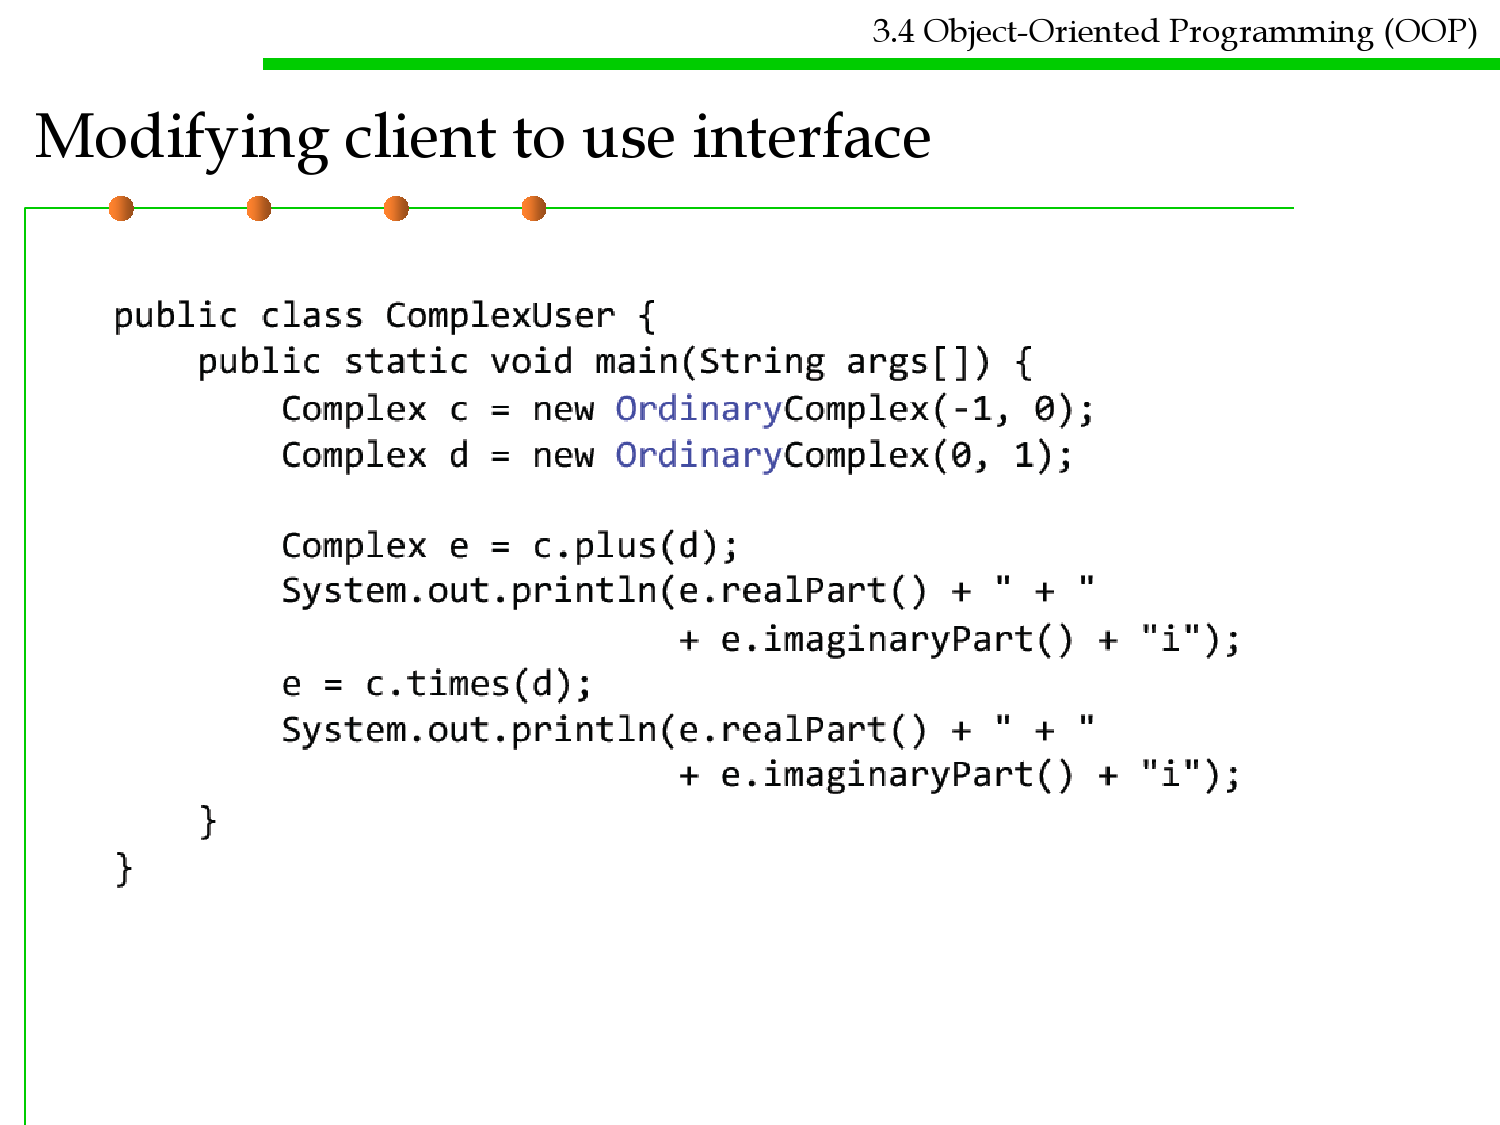 3.4 Object-Oriented Programming (OOP)
Modifying client to use interface
public class ComplexUser {
    public static void main(String args[]) {
        Complex c = new OrdinaryComplex(-1, 0);
        Complex d = new OrdinaryComplex(0, 1);

        Complex e = c.plus(d);
        System.out.println(e.realPart() + " + "
                           + e.imaginaryPart() + "i");
        e = c.times(d);
        System.out.println(e.realPart() + " + "
                           + e.imaginaryPart() + "i");
    }
}